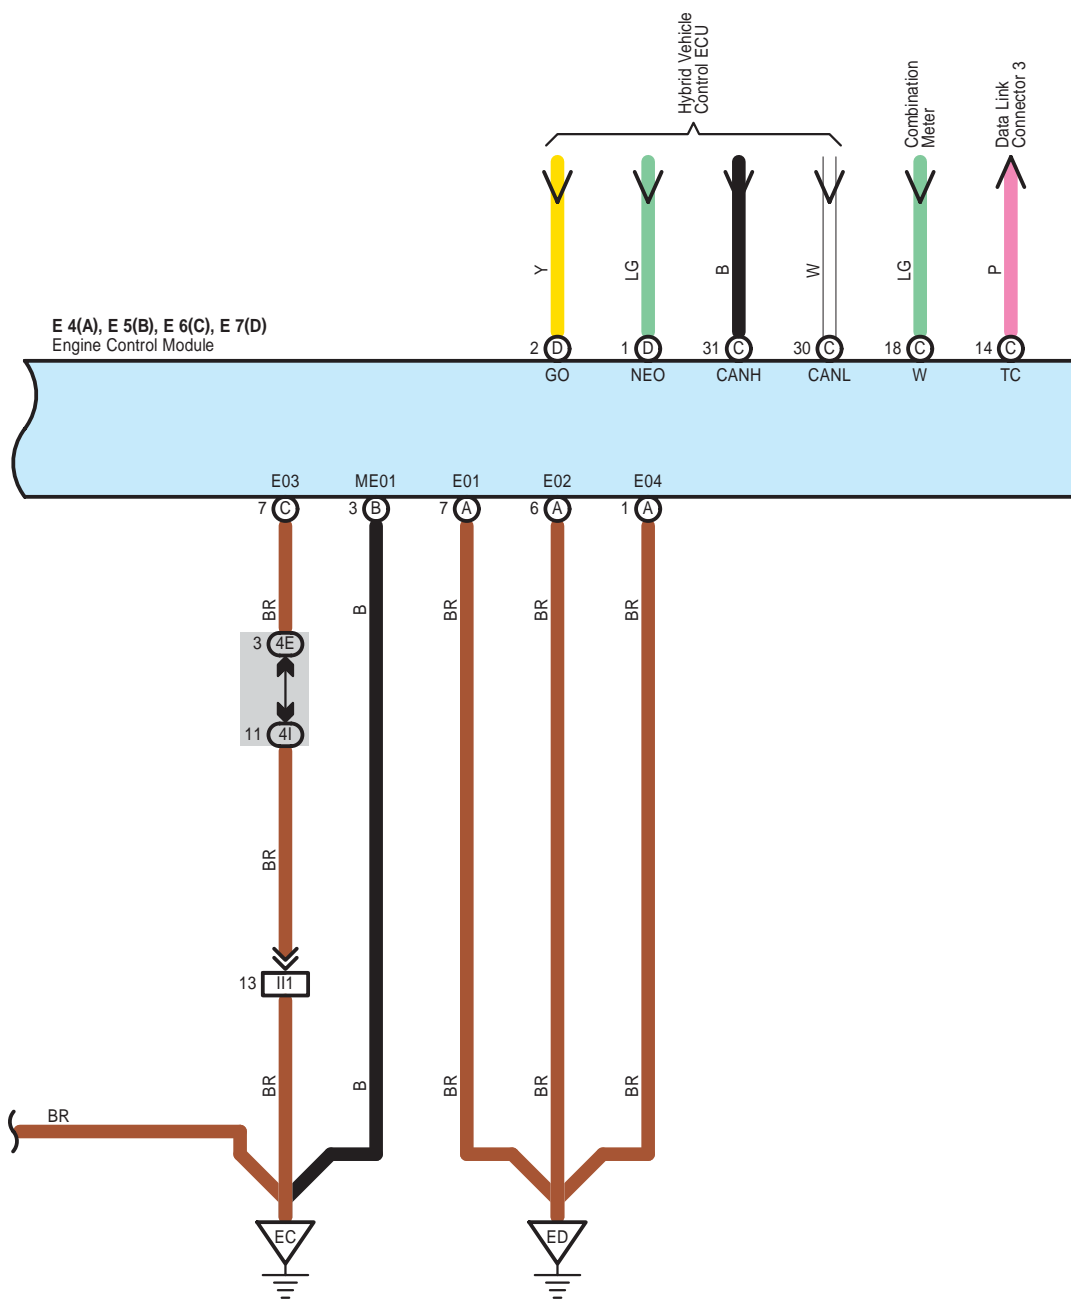 Hybrid Vehicle
Control ECU
Combination
Meter
Data Link
Connector 3
Y
LG
B
W
LG
P
E 4(A), E 5(B), E 6(C), E 7(D)
Engine Control Module
2 D
1 D
31 C
30 C
18 C
14 C
GO
NEO
CANH
CANL
W
TC
E03
ME01
E01
E02
E04
7 C
3 B
7 A
6 A
1 A
BR
B
BR
BR
BR
3 4E
11 4I
BR
13 II1
BR
B
BR
BR
BR
BR
EC
ED